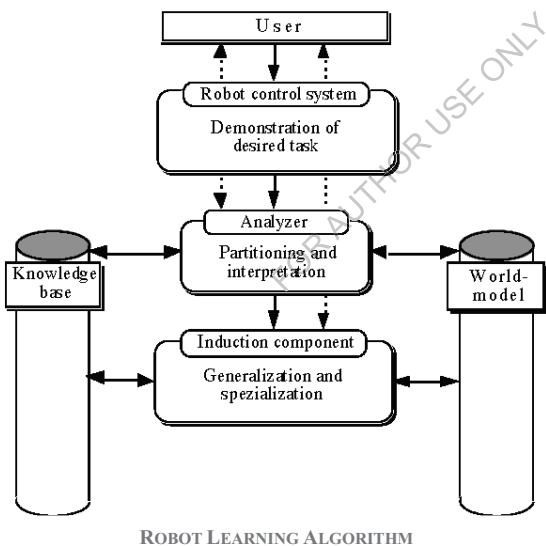 User
Robot control system
Demonstration of
desired task
Analyzer
Partitioning and
interpretation
Knowledge
base
World-
model
Induction component
Generalization and
spezialization
FOR AUTHOR USE ONLY
ROBOT LEARNING ALGORITHM